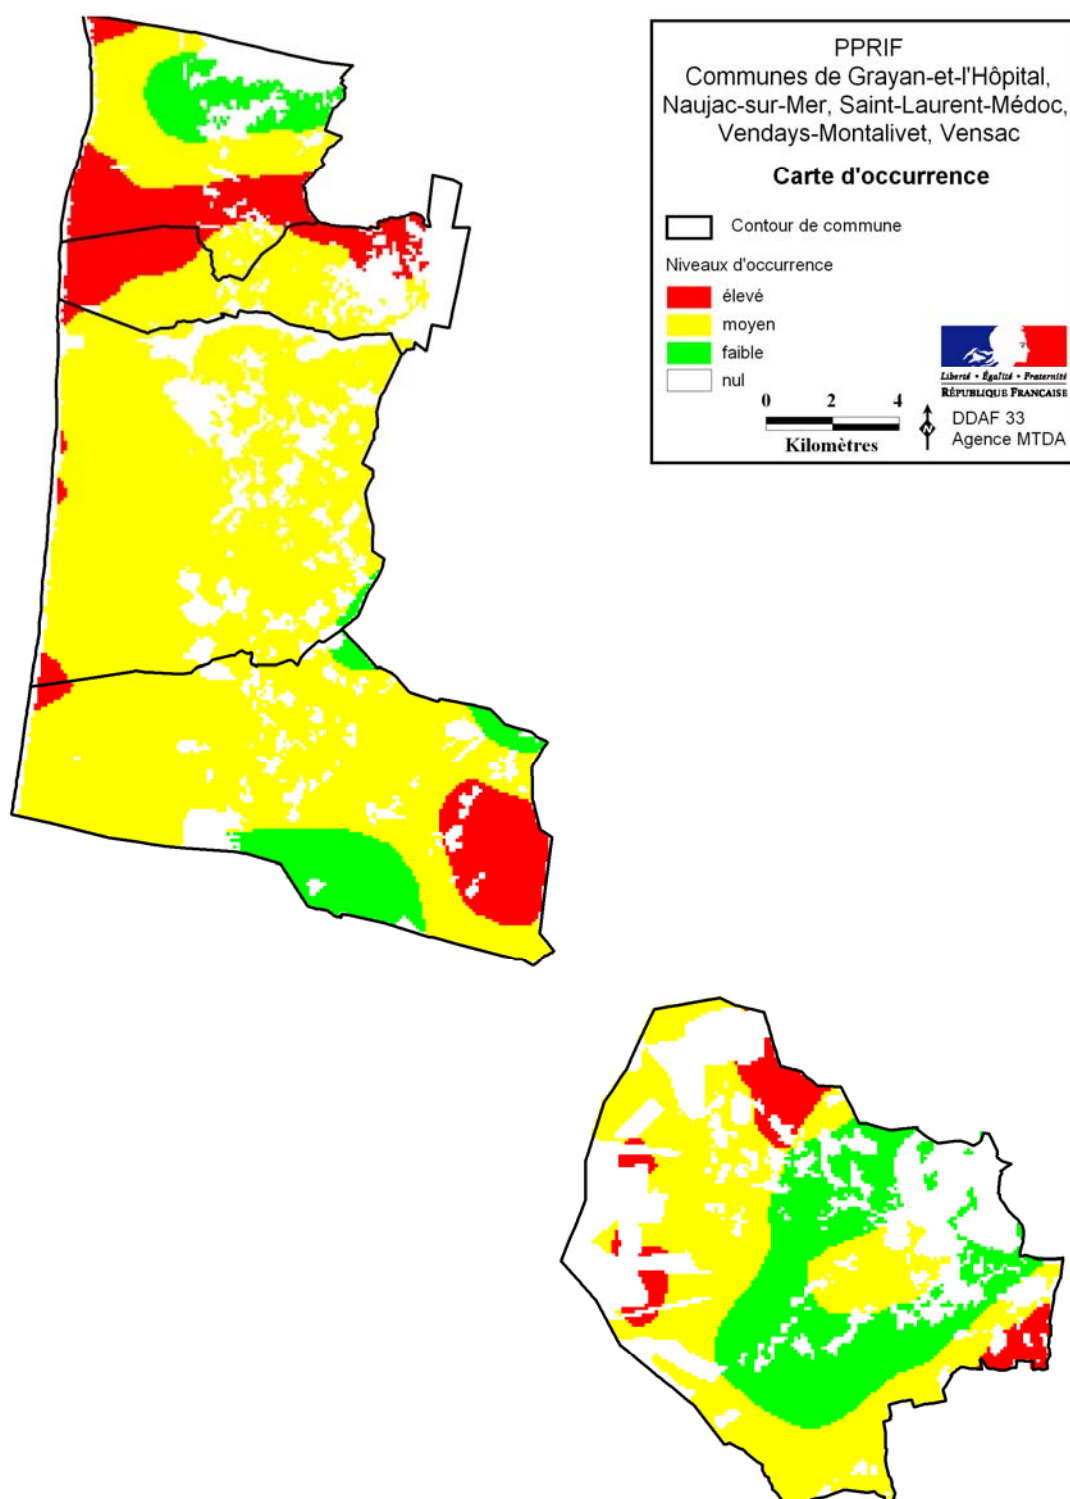 PPRIF
Communes de Grayan-et-l'Hôpital,
Naujac-sur-Mer, Saint-Laurent-Médoc,
Vendays-Montalivet, Vensac
Carte d'occurrence
Contour de commune
Niveaux d'occurrence
élevé
moyen
faible
nul
0 2 4
Kilomètres
N
Liberté • Égalité • Fraternité
RÉPUBLIQUE FRANÇAISE
DDAF 33
Agence MTDA